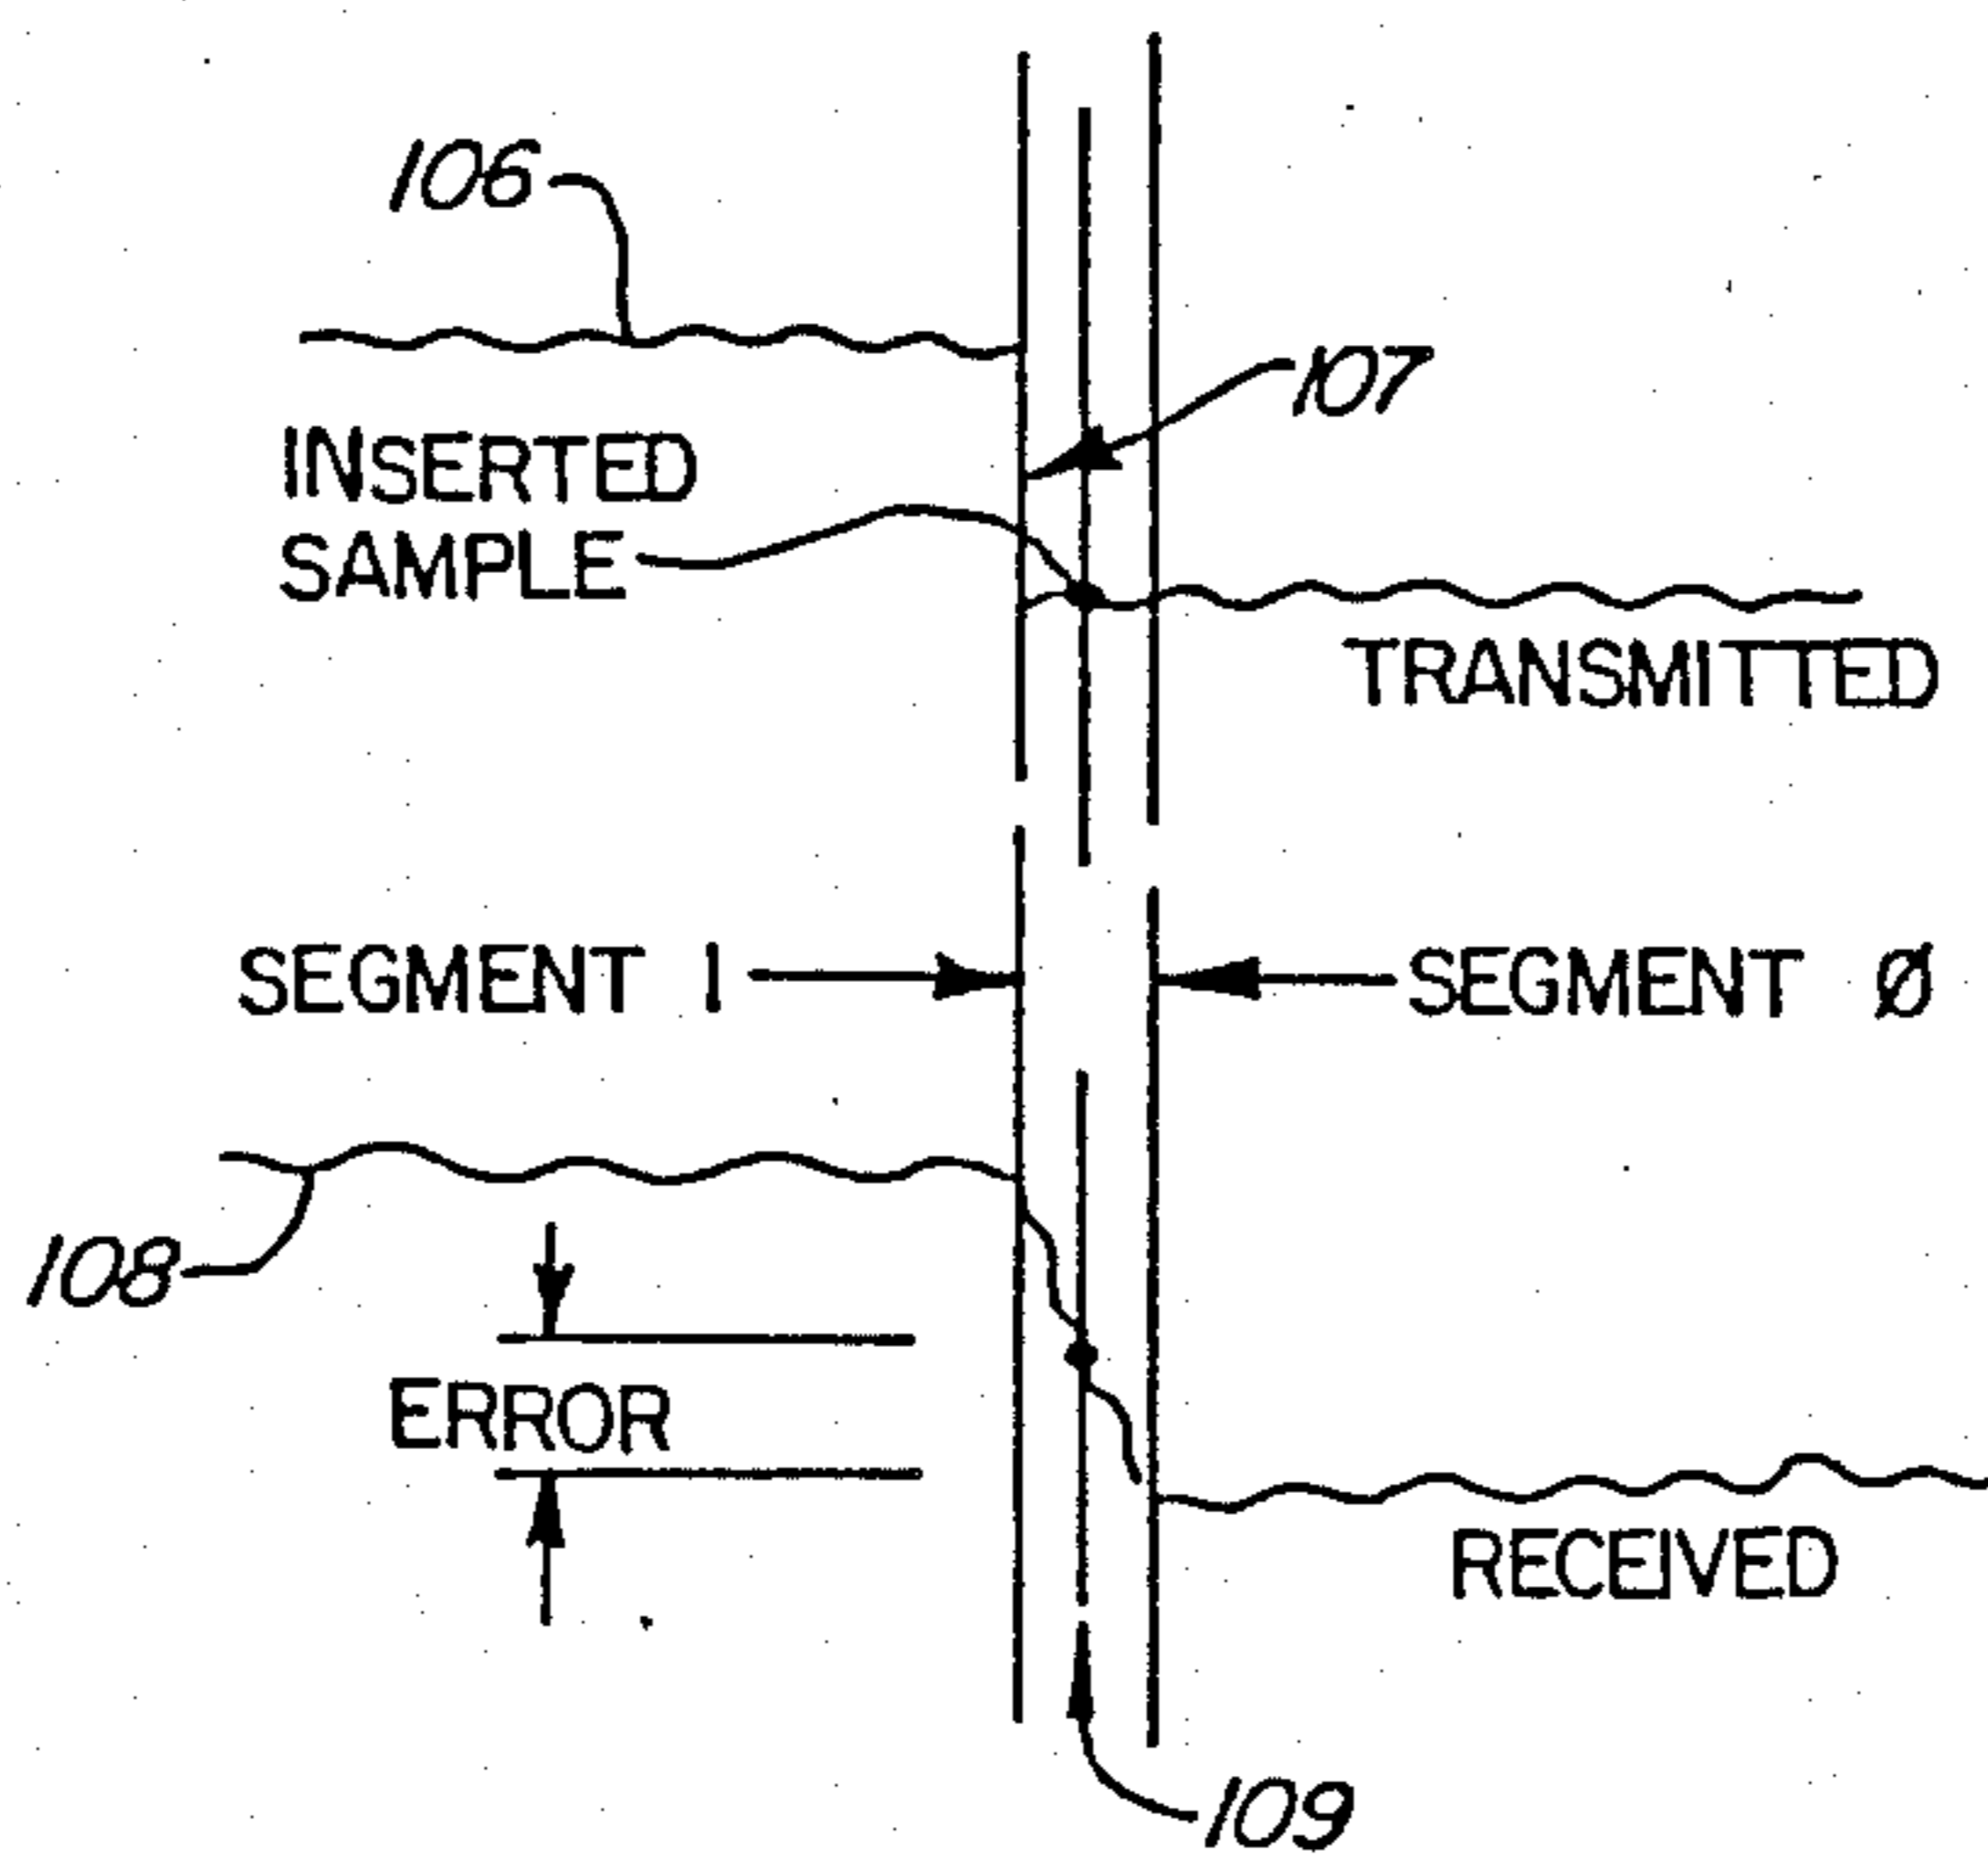 106
107
INSERTED
SAMPLE
TRANSMITTED
SEGMENT 1
SEGMENT Ø
108
ERROR
RECEIVED
109